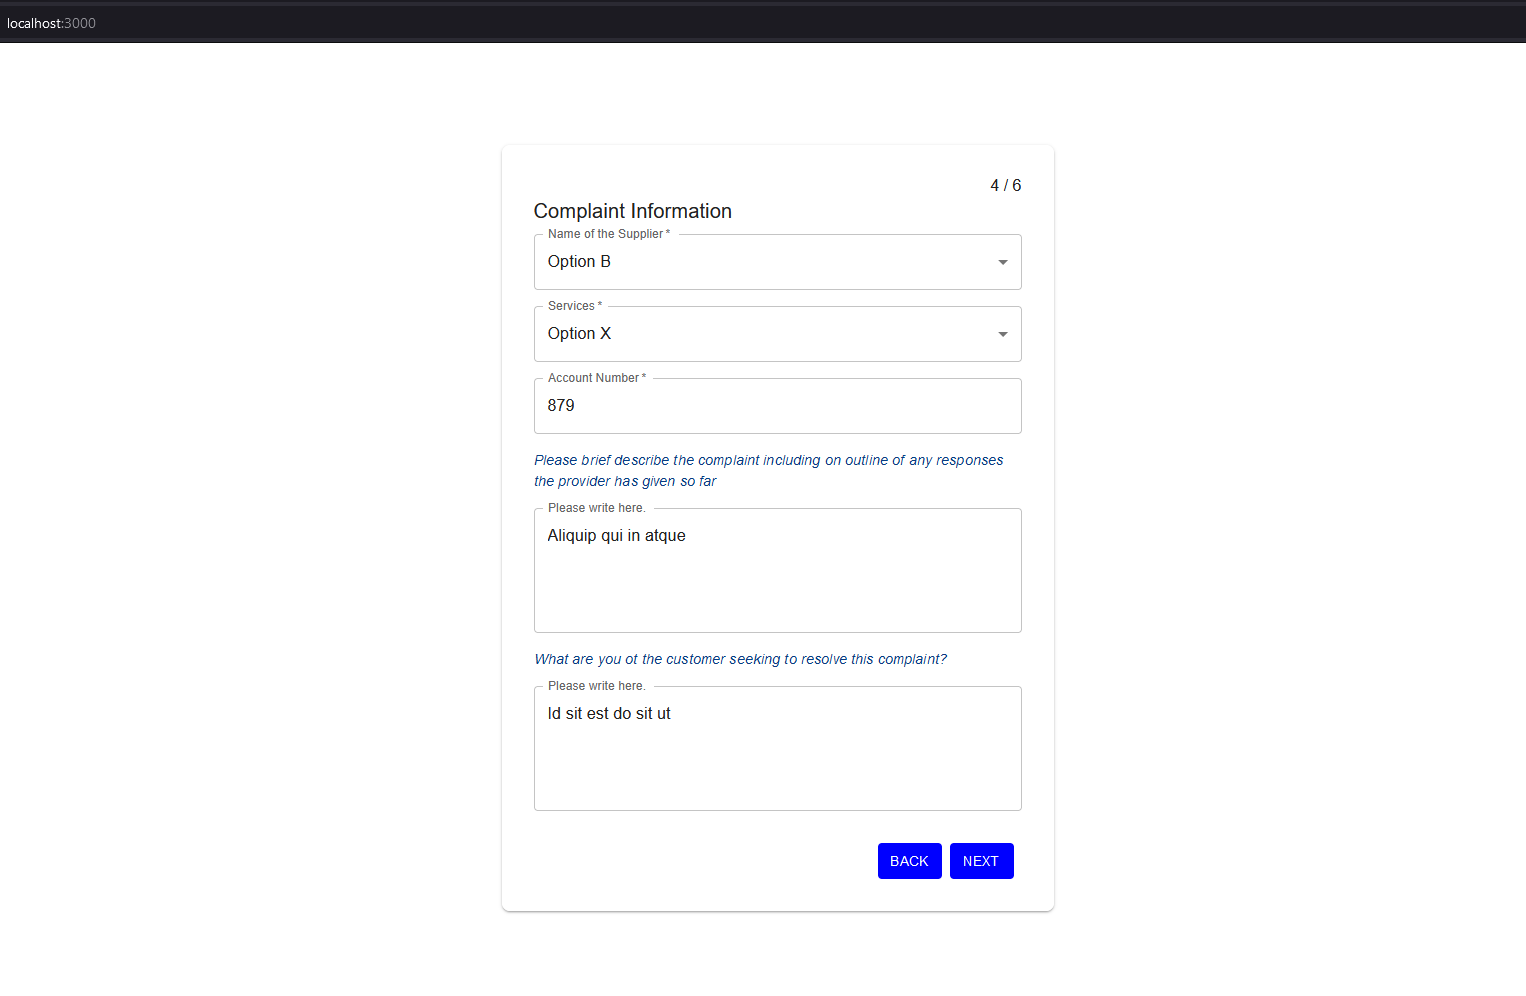 localhost:3000
4 / 6
Complaint Information
Name of the Supplier *
Option B
Services *
Option X
Account Number *
879
Please brief describe the complaint including on outline of any responses
the provider has given so far
Please write here.
Aliquip qui in atque
What are you ot the customer seeking to resolve this complaint?
Please write here.
Id sit est do sit ut
BACK NEXT